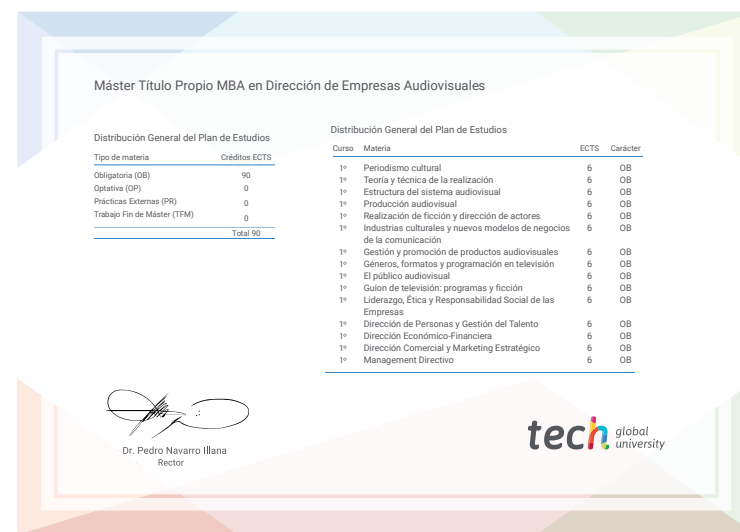 Máster Título Propio MBA en Dirección de Empresas Audiovisuales
Distribución General del Plan de Estudios
Tipo de materia Créditos ECTS
Obligatoria (OB) 90
Optativa (OP) 0
Prácticas Externas (PR) 0
Trabajo Fin de Máster (TFM) 0
Total 90
Distribución General del Plan de Estudios
Curso Materia ECTS Carácter
1º Periodismo cultural 6 OB
1º Teoría y técnica de la realización 6 OB
1º Estructura del sistema audiovisual 6 OB
1º Producción audiovisual 6 OB
1º Realización de ficción y dirección de actores 6 OB
1º Industrias culturales y nuevos modelos de negocios 6 OB
de la comunicación
1º Gestión y promoción de productos audiovisuales 6 OB
1º Géneros, formatos y programación en televisión 6 OB
1º El público audiovisual 6 OB
1º Guion de televisión: programas y ficción 6 OB
1º Liderazgo, Ética y Responsabilidad Social de las 6 OB
Empresas
1º Dirección de Personas y Gestión del Talento 6 OB
1º Dirección Económico-Financiera 6 OB
1º Dirección Comercial y Marketing Estratégico 6 OB
1º Management Directivo 6 OB
Dr. Pedro Navarro Illana
Rector
tech global
university